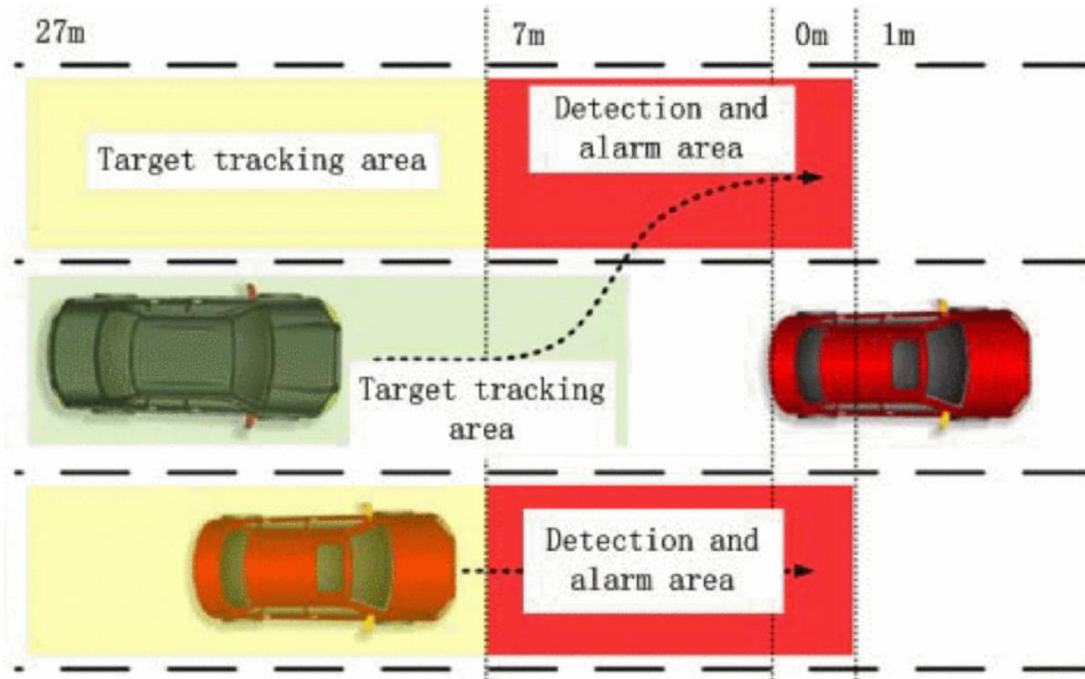 27m 7m 0m 1m
Target tracking area
Detection and
alarm area
Target tracking
area
Detection and
alarm area